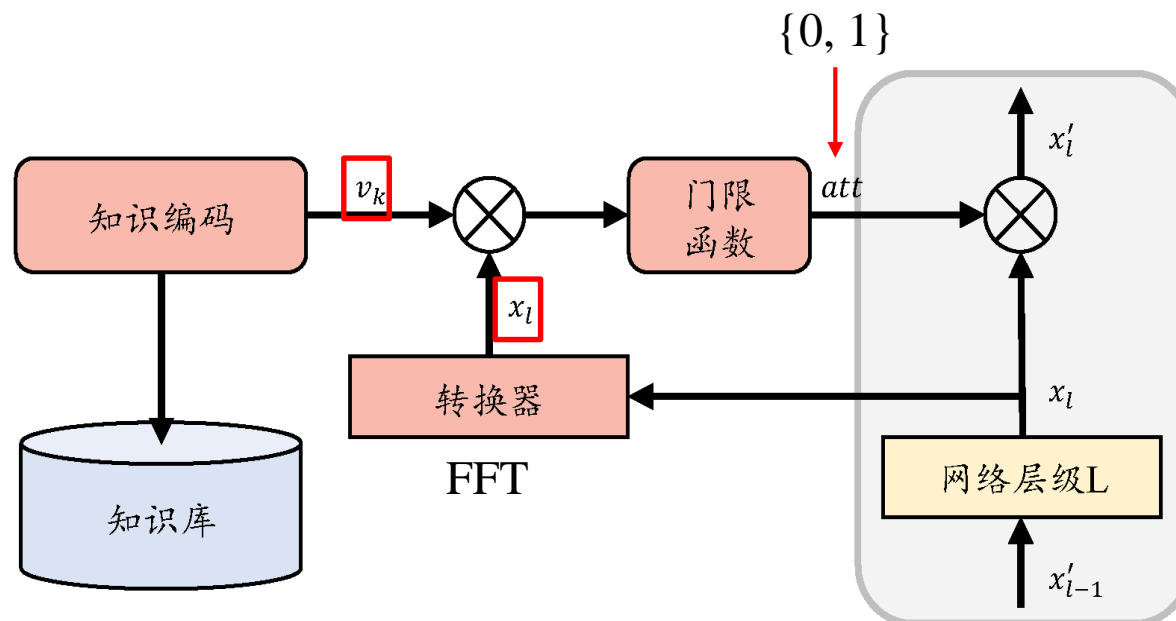 {0, 1}
知识编码
v_k
门限
函数
att
x'_l
x_l
转换器
FFT
x_l
知识库
网络层级L
x'_{l-1}